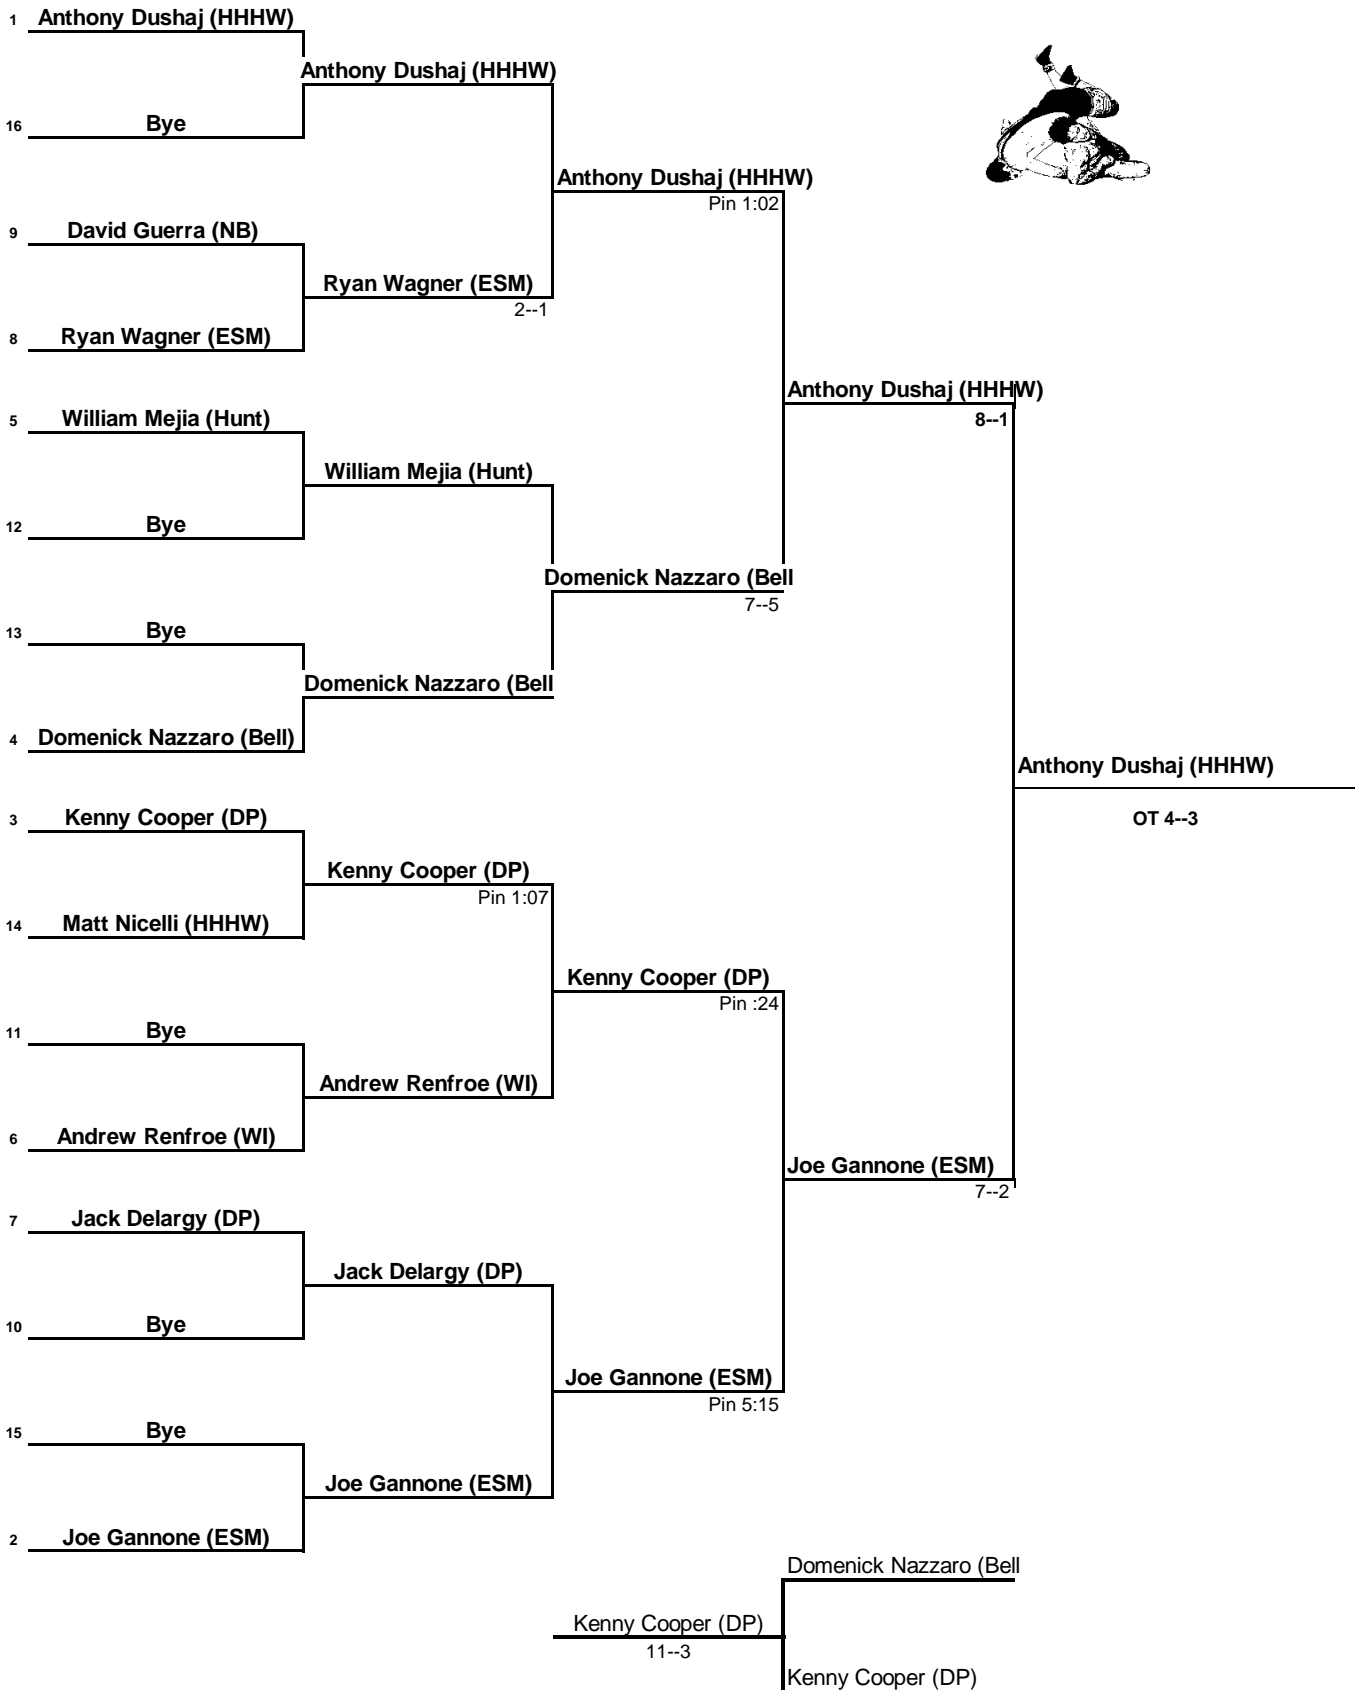 1 Anthony Dushaj (HHHW)
Anthony Dushaj (HHHW)
16 Bye
Anthony Dushaj (HHHW)
Pin 1:02
9 David Guerra (NB)
Ryan Wagner (ESM)
2--1
8 Ryan Wagner (ESM)
Anthony Dushaj (HHHW)
8--1
5 William Mejia (Hunt)
William Mejia (Hunt)
12 Bye
Domenick Nazzaro (Bell
7--5
13 Bye
Domenick Nazzaro (Bell
4 Domenick Nazzaro (Bell)
Anthony Dushaj (HHHW)
OT 4--3
3 Kenny Cooper (DP)
Kenny Cooper (DP)
Pin 1:07
14 Matt Nicelli (HHHW)
Kenny Cooper (DP)
Pin :24
11 Bye
Andrew Renfroe (WI)
6 Andrew Renfroe (WI)
Joe Gannone (ESM)
7--2
7 Jack Delargy (DP)
Jack Delargy (DP)
10 Bye
Joe Gannone (ESM)
Pin 5:15
15 Bye
Joe Gannone (ESM)
2 Joe Gannone (ESM)
Domenick Nazzaro (Bell
Kenny Cooper (DP)
11--3
Kenny Cooper (DP)